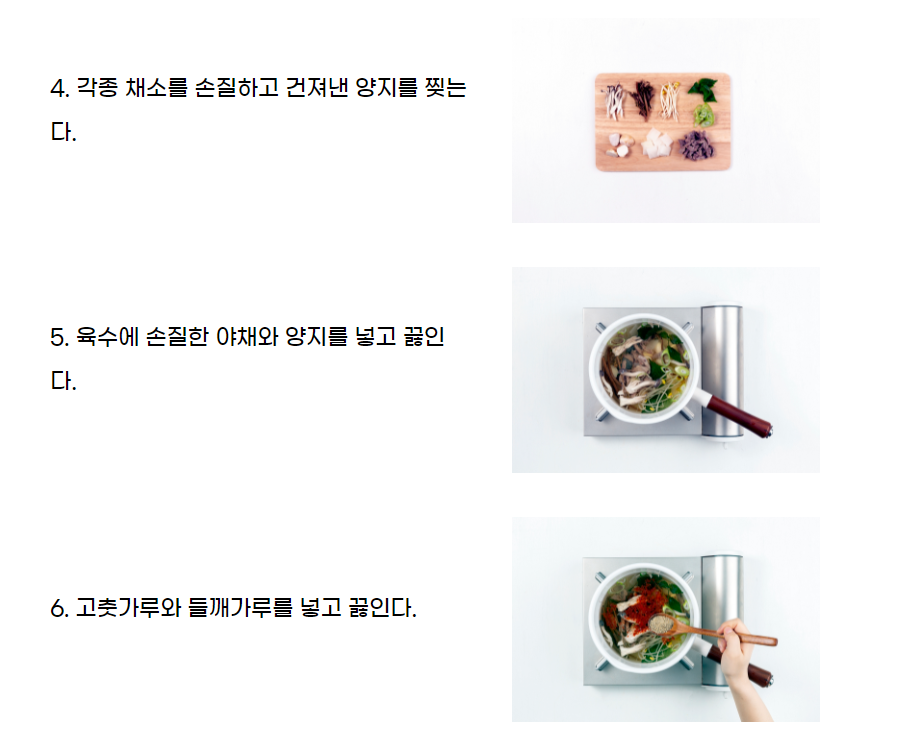 4. 각종 채소를 손질하고 건져낸 양지를 찢는
다.
5. 육수에 손질한 야채와 양지를 넣고 끓인
다.
6. 고춧가루와 들깨가루를 넣고 끓인다.